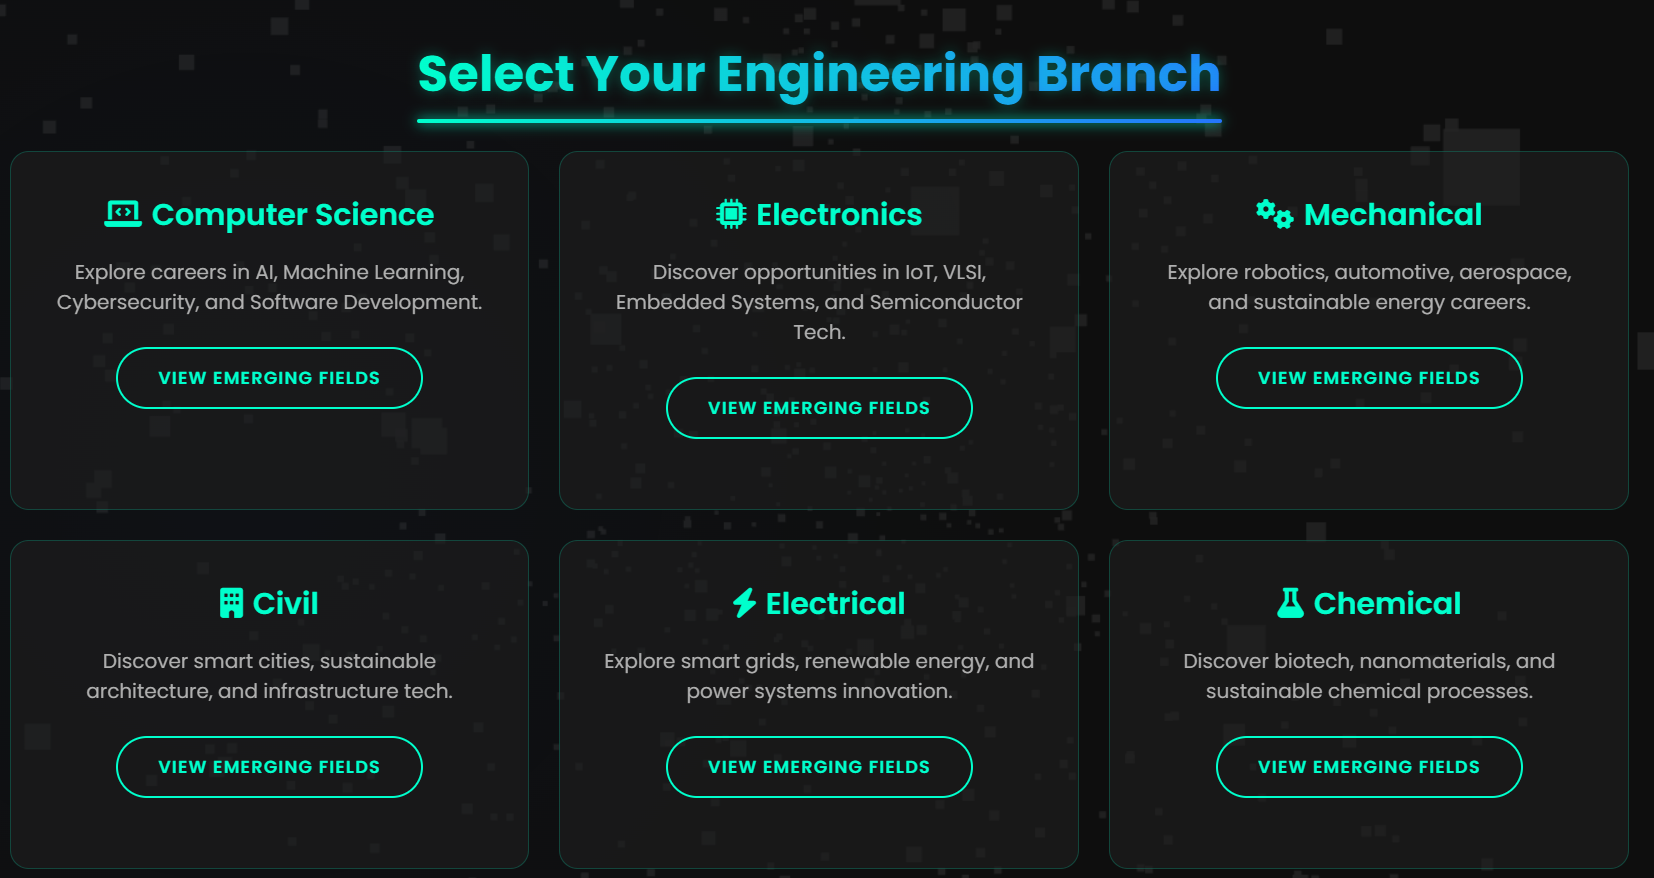 Select Your Engineering Branch
Computer Science
Explore careers in AI, Machine Learning,
Cybersecurity, and Software Development.
VIEW EMERGING FIELDS
Electronics
Discover opportunities in IoT, VLSI,
Embedded Systems, and Semiconductor
Tech.
VIEW EMERGING FIELDS
Mechanical
Explore robotics, automotive, aerospace,
and sustainable energy careers.
VIEW EMERGING FIELDS
Civil
Discover smart cities, sustainable
architecture, and infrastructure tech.
VIEW EMERGING FIELDS
Electrical
Explore smart grids, renewable energy, and
power systems innovation.
VIEW EMERGING FIELDS
Chemical
Discover biotech, nanomaterials, and
sustainable chemical processes.
VIEW EMERGING FIELDS